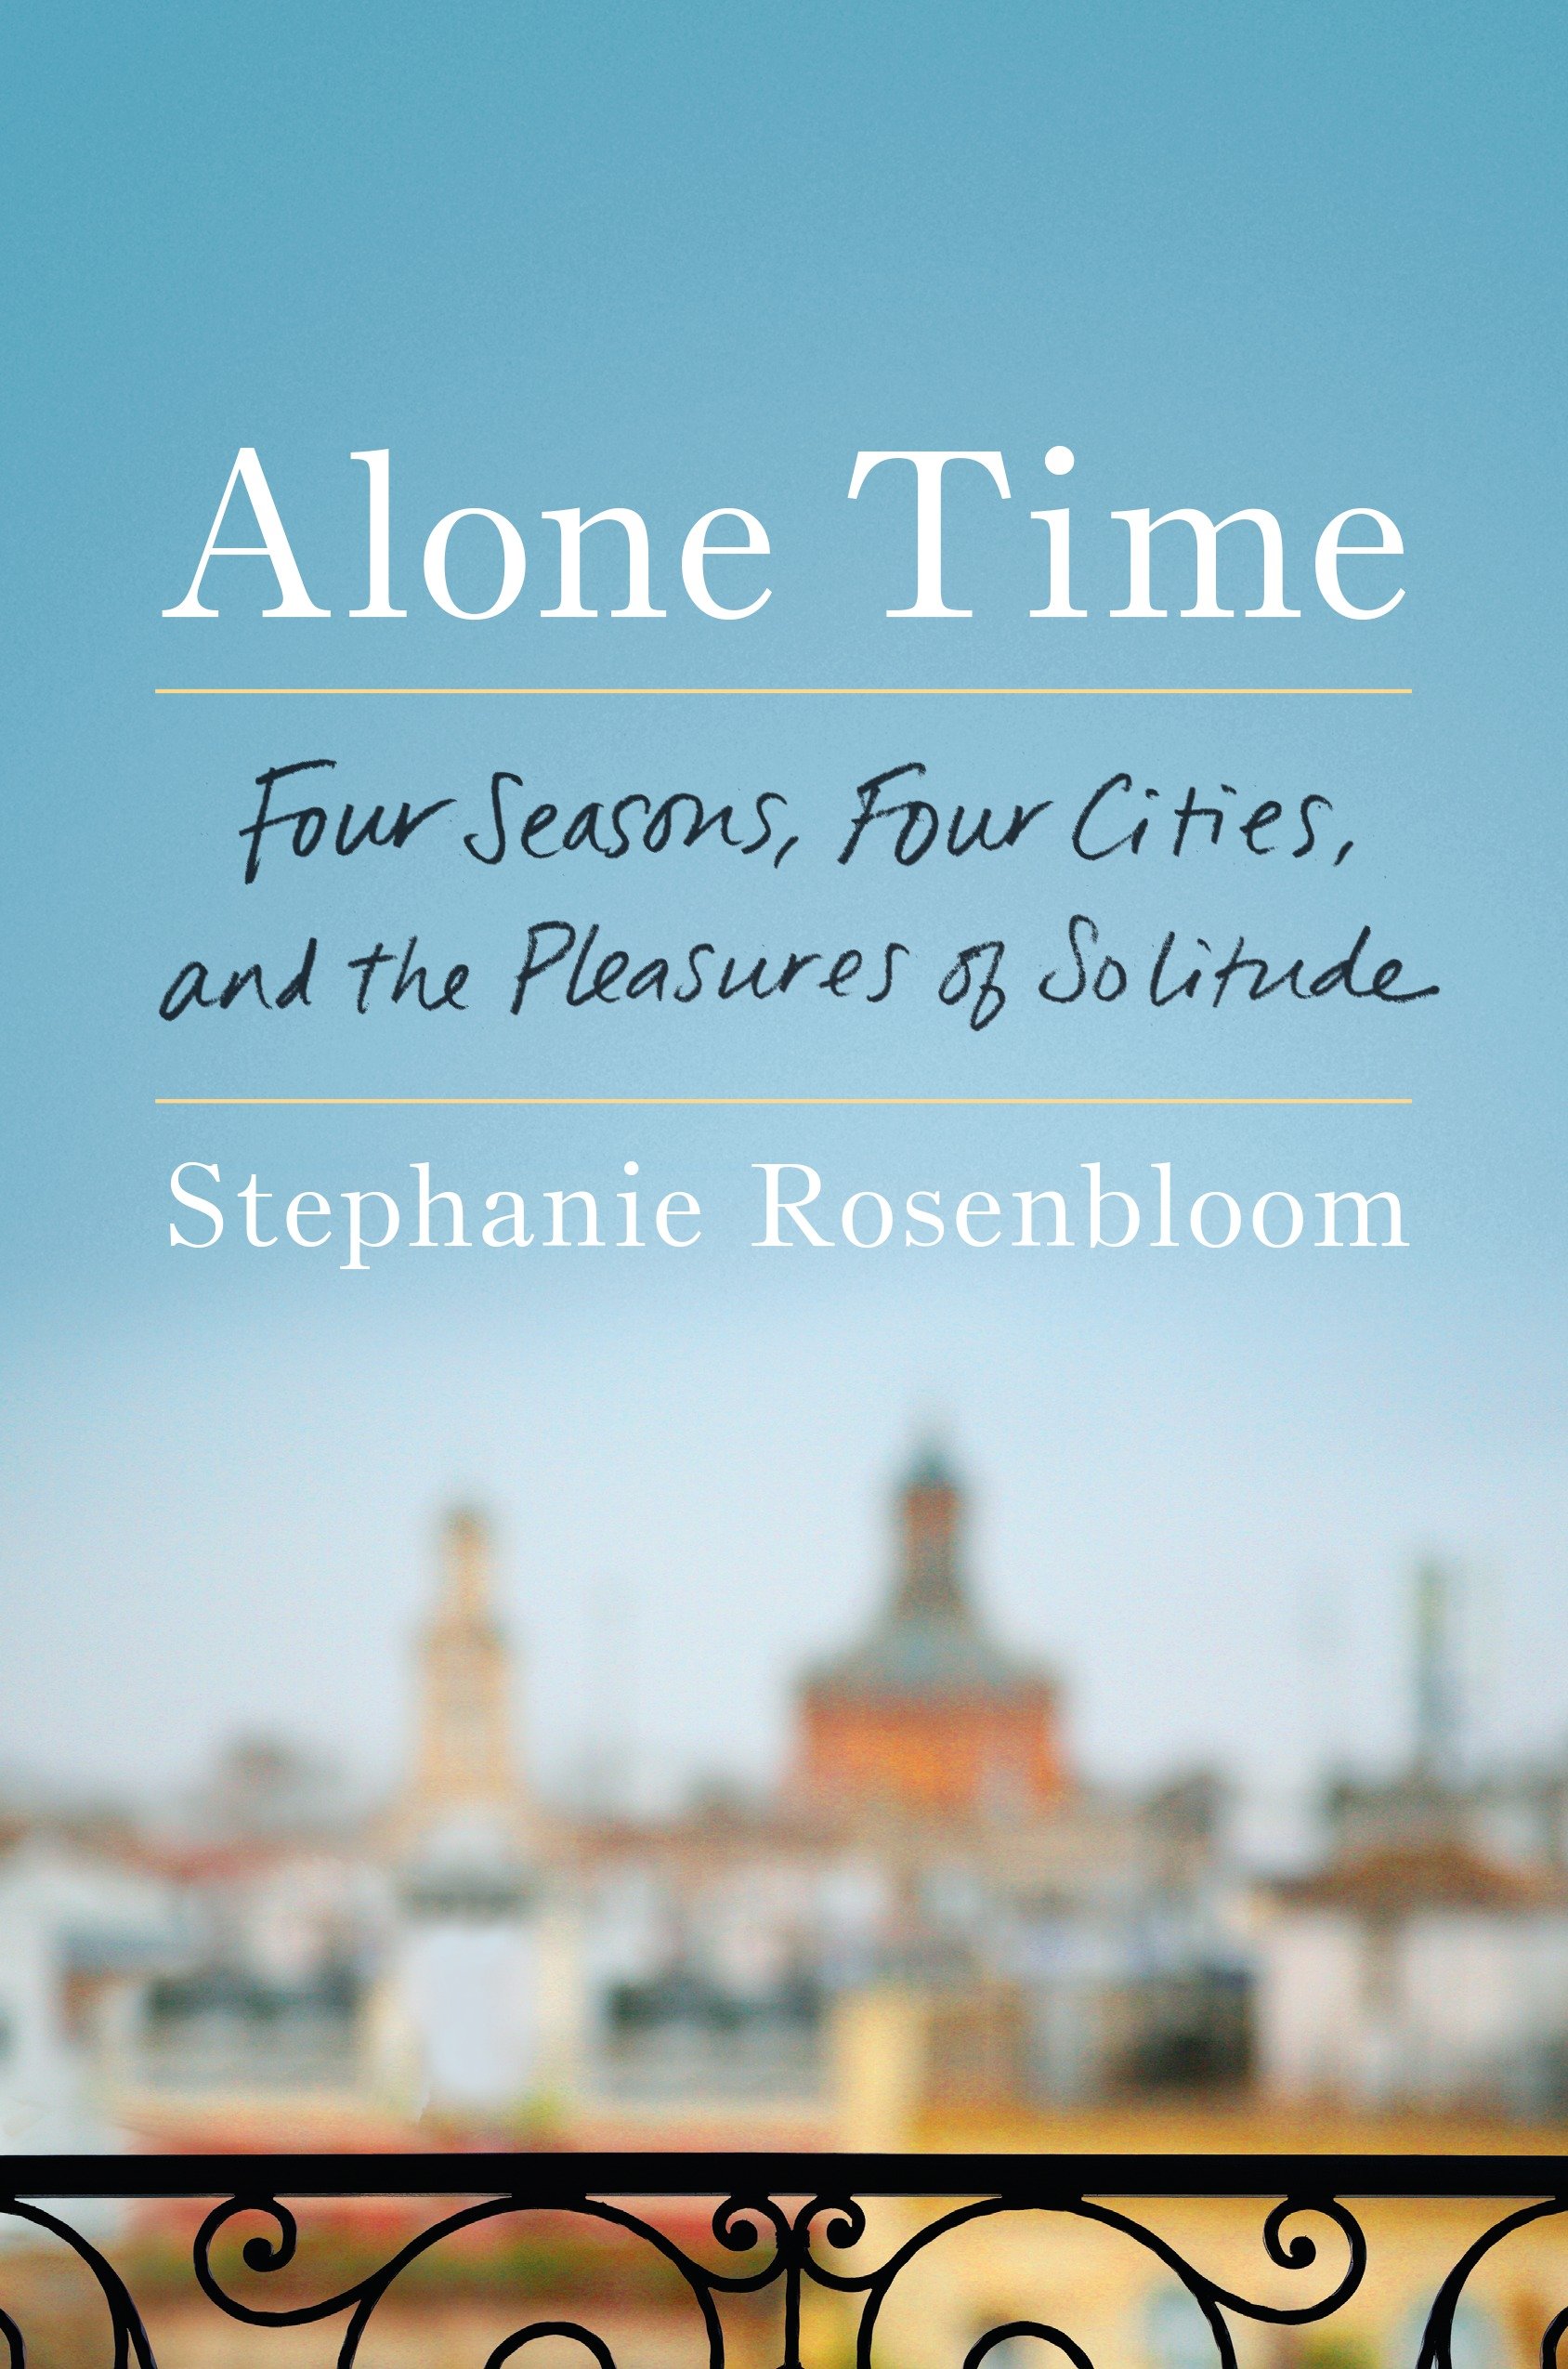 Alone Time
Four Seasons, Four Cities,
and the Pleasures of Solitude
Stephanie Rosenbloom